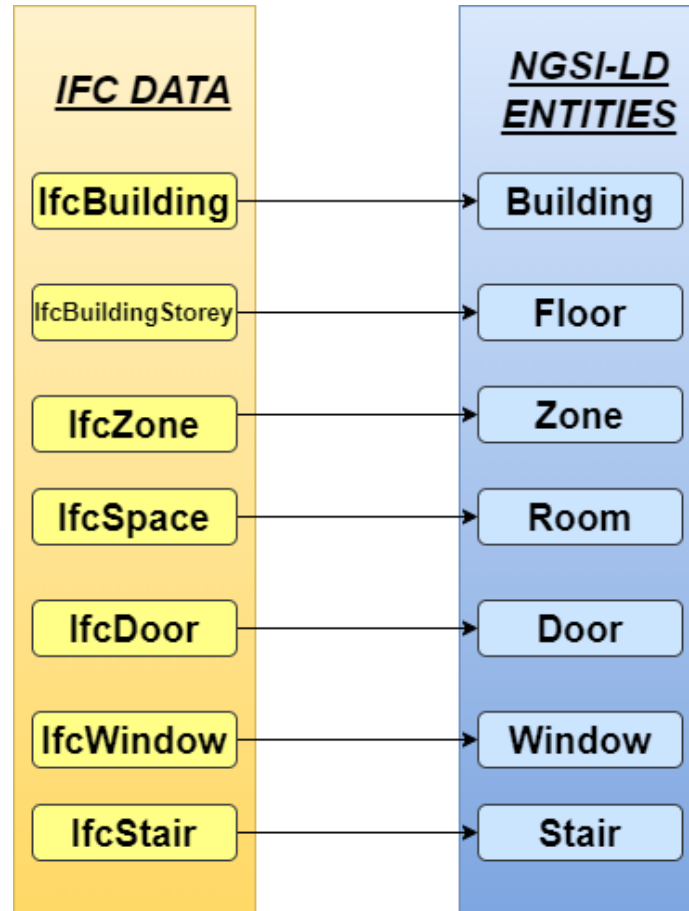 IFC DATA
NGSI-LD
ENTITIES
IfcBuilding
Building
IfcBuildingStorey
Floor
IfcZone
Zone
IfcSpace
Room
IfcDoor
Door
IfcWindow
Window
IfcStair
Stair